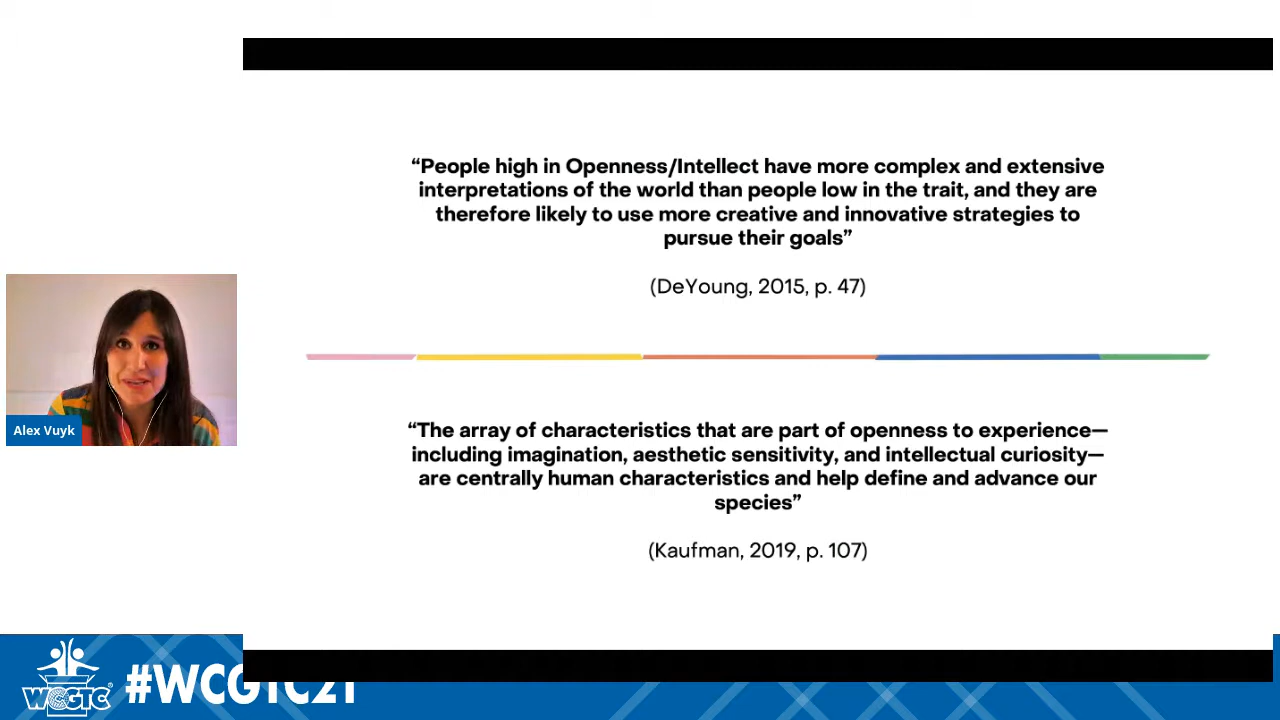 “People high in Openness/Intellect have more complex and extensive
interpretations of the world than people low in the trait, and they are
therefore likely to use more creative and innovative strategies to
pursue their goals”
(DeYoung, 2015, p. 47)
Alex Vuyk
“The array of characteristics that are part of openness to experience—
including imagination, aesthetic sensitivity, and intellectual curiosity—
are centrally human characteristics and help define and advance our
species”
(Kaufman, 2019, p. 107)
WCGTC
#WCGTC21